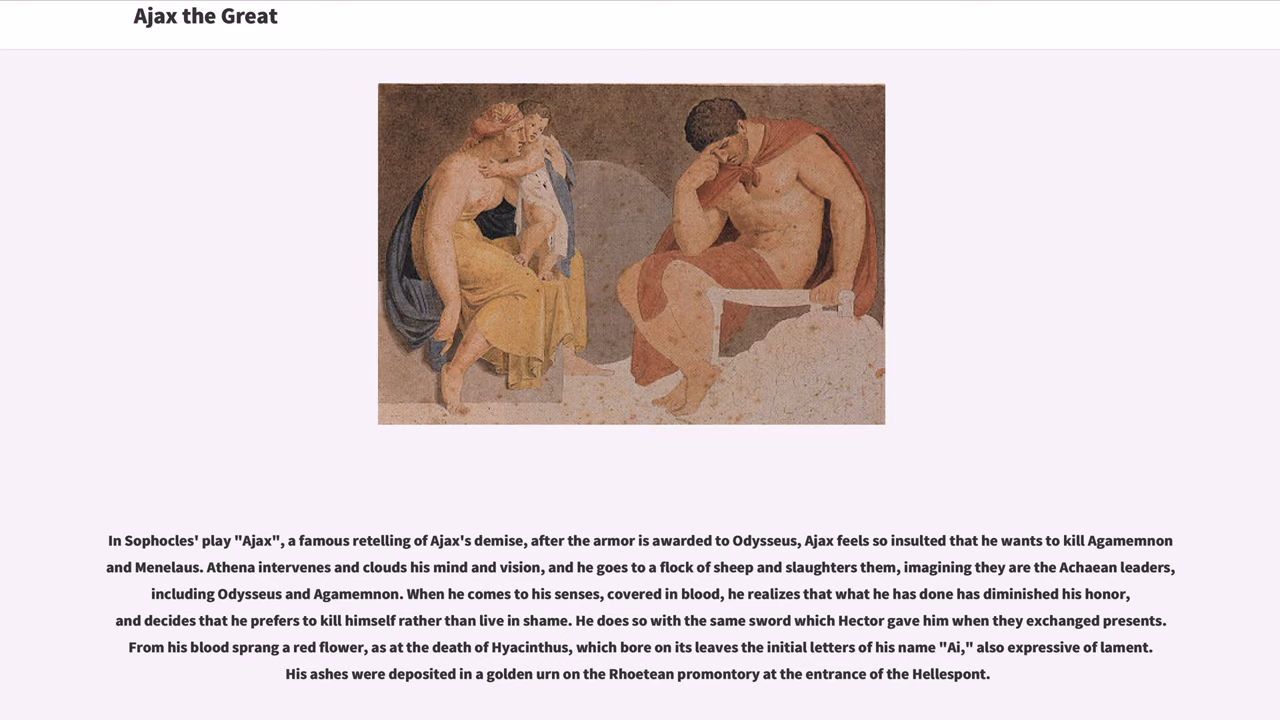 Ajax the Great
In Sophocles' play "Ajax", a famous retelling of Ajax's demise, after the armor is awarded to Odysseus, Ajax feels so insulted that he wants to kill Agamemnon
and Menelaus. Athena intervenes and clouds his mind and vision, and he goes to a flock of sheep and slaughters them, imagining they are the Achaean leaders,
including Odysseus and Agamemnon. When he comes to his senses, covered in blood, he realizes that what he has done has diminished his honor,
and decides that he prefers to kill himself rather than live in shame. He does so with the same sword which Hector gave him when they exchanged presents.
From his blood sprang a red flower, as at the death of Hyacinthus, which bore on its leaves the initial letters of his name "Ai," also expressive of lament.
His ashes were deposited in a golden urn on the Rhoetean promontory at the entrance of the Hellespont.